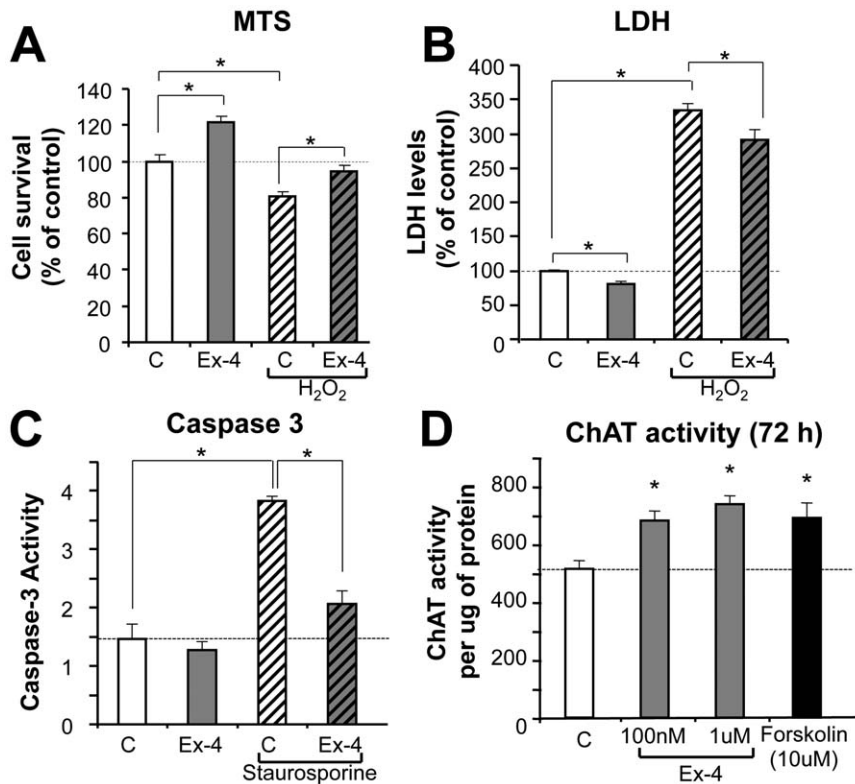 MTS
A
Cell survival
(% of control)
140
120
100
80
60
40
20
0
*
*
*
C
Ex-4
C
Ex-4
H₂O₂
LDH
B
LDH levels
(% of control)
400
350
300
250
200
150
100
50
0
*
*
*
C
Ex-4
C
Ex-4
H₂O₂
C
Caspase 3
Caspase-3 Activity
4
3
2
1
0
*
*
C
Ex-4
C
Ex-4
Staurosporine
D
ChAT activity (72 h)
ChAT activity
per ug of protein
800
600
400
200
0
*
*
*
C
100nM
1uM
Forskolin
(10uM)
Ex-4